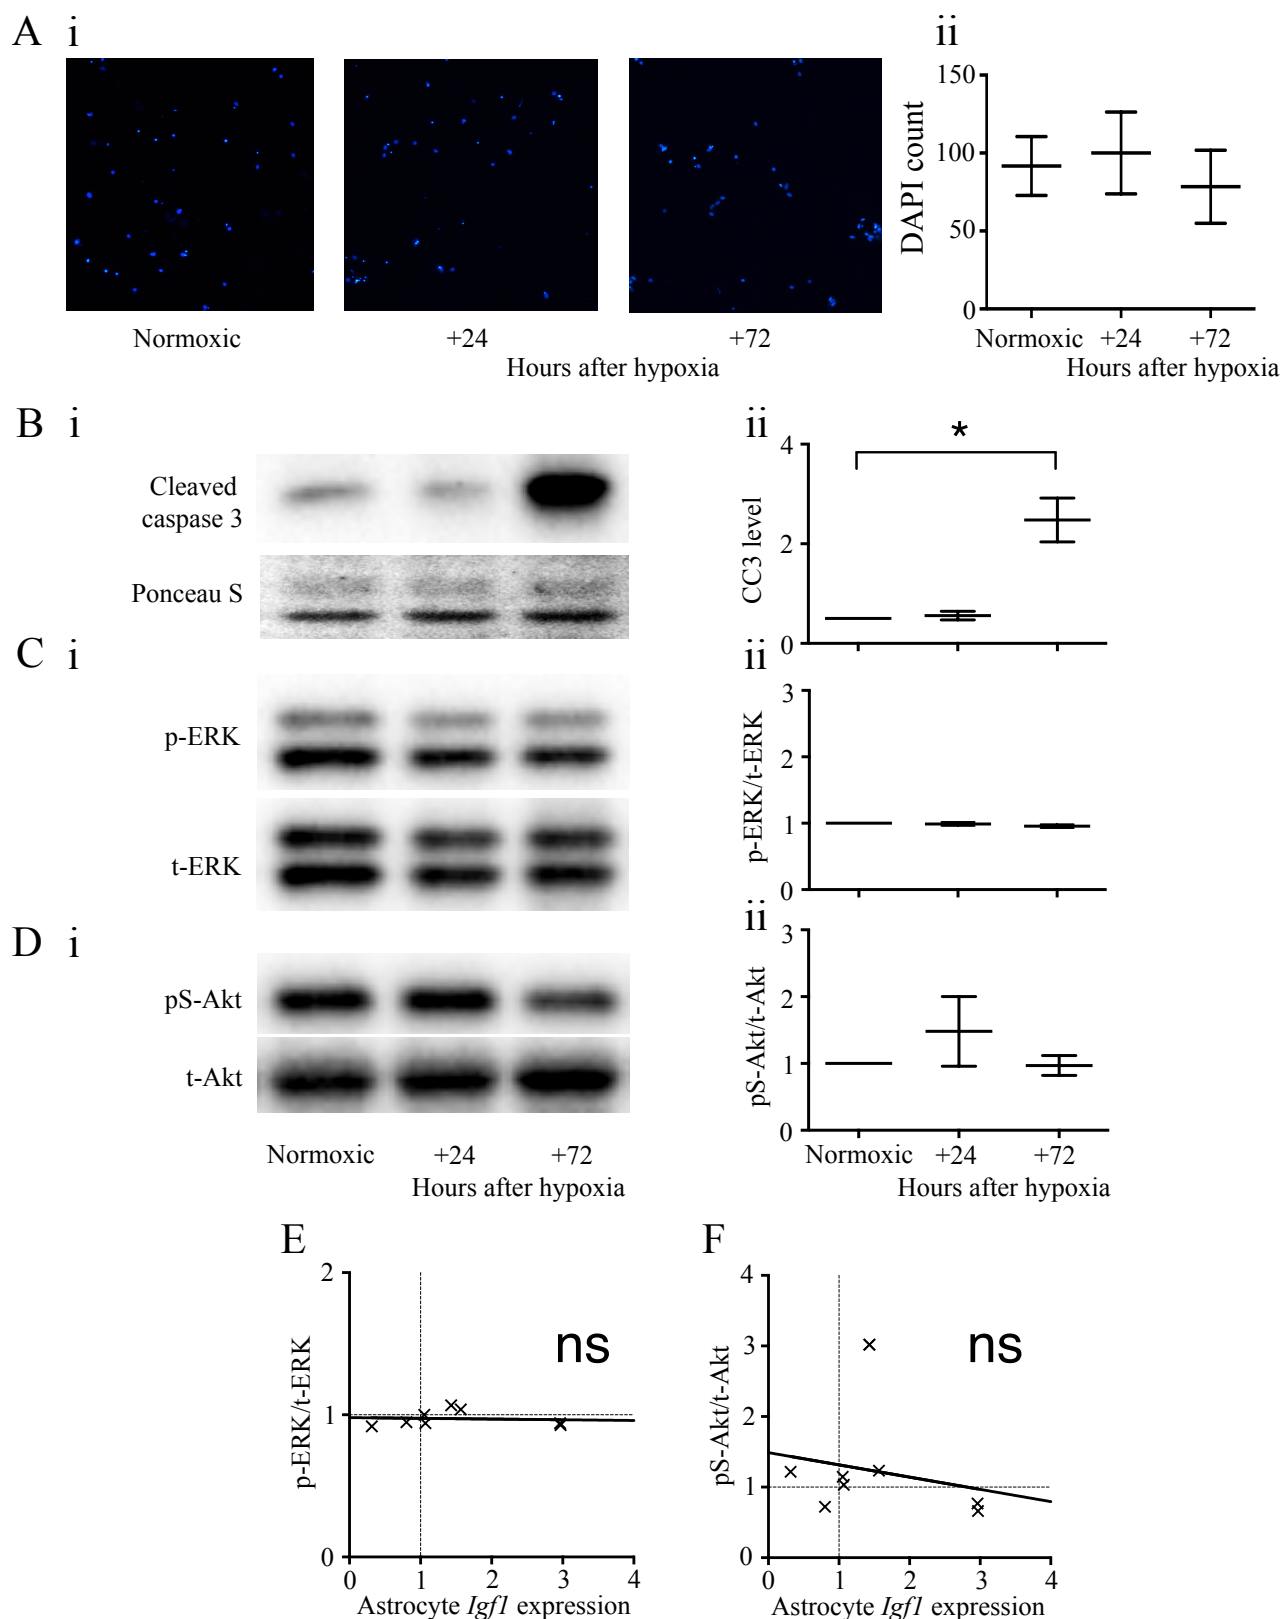 A i
ii
150
100
50
0
DAPI count
Normoxic
+24
+72
Hours after hypoxia
Normoxic +24 +72
Hours after hypoxia
B i
Cleaved
caspase 3
Ponceau S
ii
*
4
2
0
CC3 level
C i
p-ERK
t-ERK
ii
3
2
1
0
p-ERK/t-ERK
D i
pS-Akt
t-Akt
Normoxic +24 +72
Hours after hypoxia
ii
3
2
1
0
pS-Akt/t-Akt
Normoxic +24 +72
Hours after hypoxia
E
2
1
0
p-ERK/t-ERK
ns
0 1 2 3 4
Astrocyte Igf1 expression
F
4
3
2
1
0
pS-Akt/t-Akt
ns
0 1 2 3 4
Astrocyte Igf1 expression